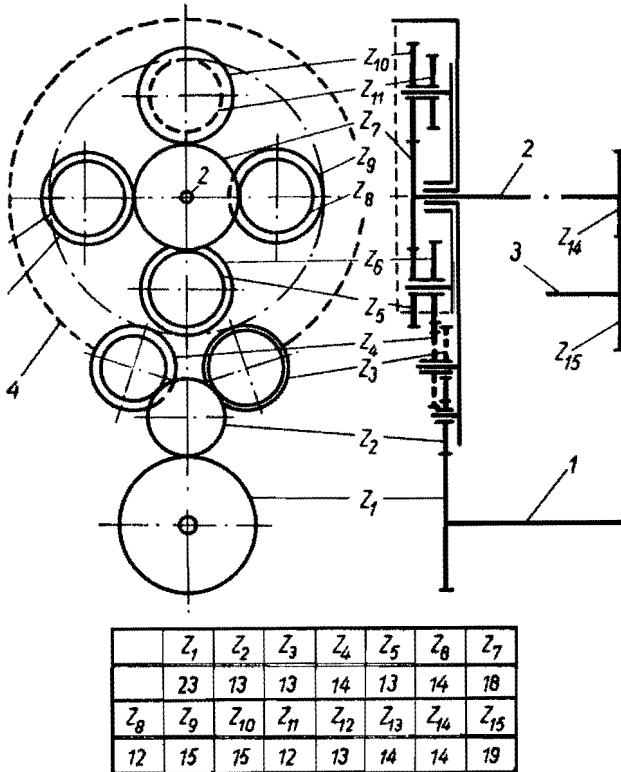 Z₁₀
Z₁₁
Z₇
Z₉
Z₈
2
2
Z₆
Z₅
Z₄
Z₃
Z₂
Z₁
4
3
1
Z₁₄
Z₁₅
Z₁ Z₂ Z₃ Z₄ Z₅ Z₈ Z₇
23 13 13 14 13 14 18
Z₈ Z₉ Z₁₀ Z₁₁ Z₁₂ Z₁₃ Z₁₄ Z₁₅
12 15 15 12 13 14 14 19